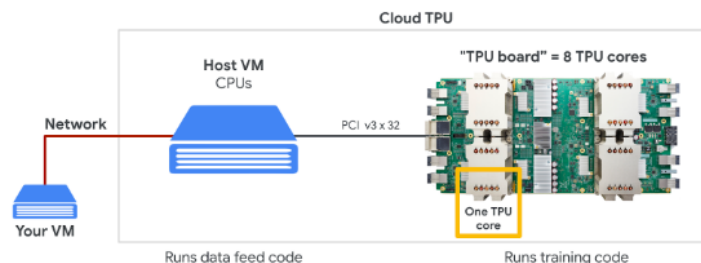 Cloud TPU
Host VM
CPUs
"TPU board” = 8 TPU cores
Network
PCI v3 x 32
Your VM
One TPU
core
Runs data feed code
Runs training code